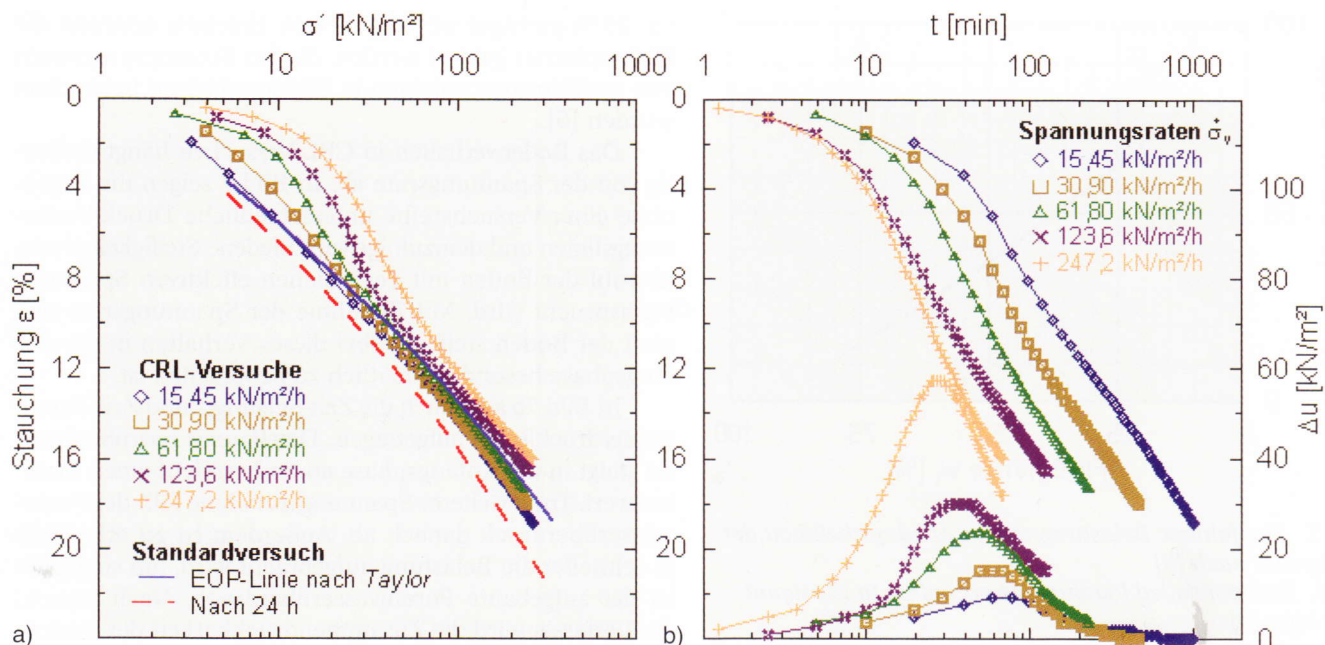 σ´ [kN/m²]
1 10 100 1000
0
4
8
12
16
20
Stauchung ε [%]
CRL-Versuche
15,45 kN/m²/h
30,90 kN/m²/h
61,80 kN/m²/h
123,6 kN/m²/h
247,2 kN/m²/h
Standardversuch
EOP-Linie nach Taylor
Nach 24 h
a)
t [min]
1 10 100 1000
0
4
8
12
16
20
Spannungsraten σ̇ᵥ
15,45 kN/m²/h
30,90 kN/m²/h
61,80 kN/m²/h
123,6 kN/m²/h
247,2 kN/m²/h
100
80
60
40
20
0
Δu [kN/m²]
b)